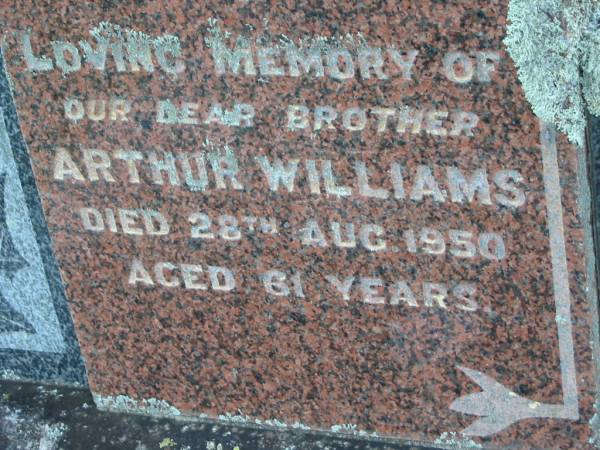 LOVING MEMORY OF
OUR DEAR BROTHER
ARTHUR WILLIAMS
DIED 28TH AUG. 1950
AGED 61 YEARS.